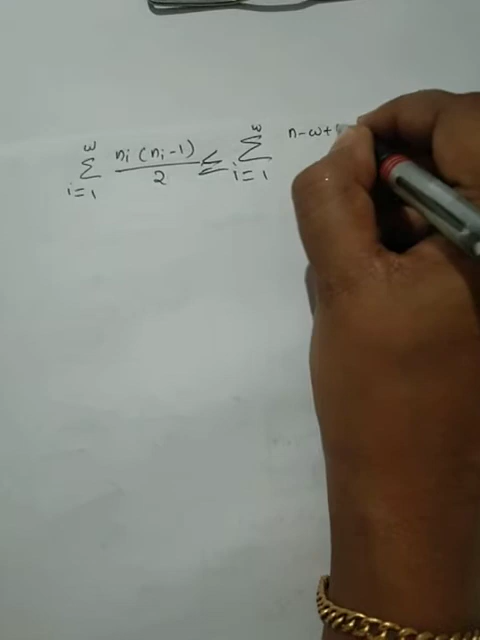 ω ω
∑ ni (ni-1) / 2 ≤ ∑ n-ω+
i=1 i=1